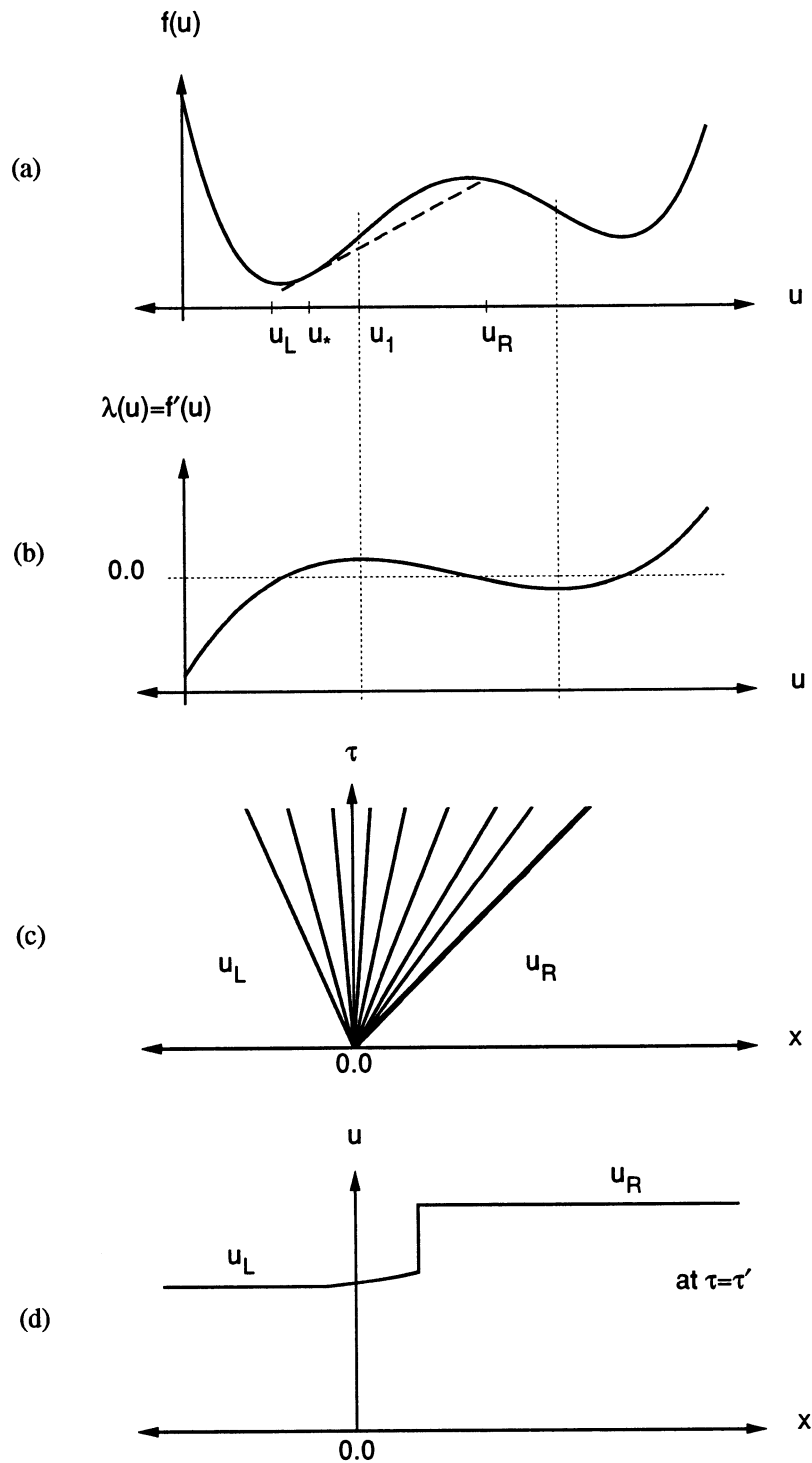 f(u)
(a)
u
u_L u_* u_1 u_R
λ(u)=f′(u)
(b)
0.0
u
τ
(c)
u_L u_R
x
0.0
u
u_R
u_L
at τ=τ′
(d)
x
0.0